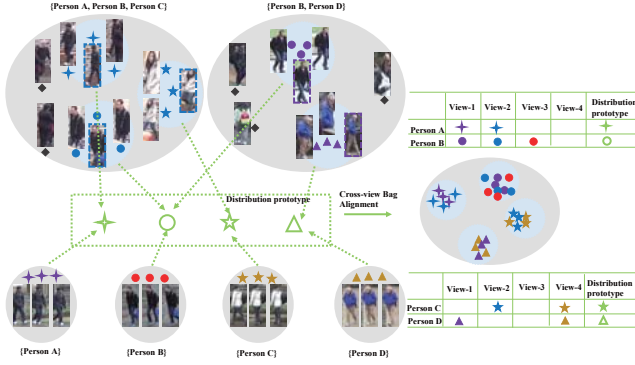 {Person A, Person B, Person C}
{Person B, Person D}
View-1 View-2 View-3 View-4 Distribution prototype
Person A
Person B
Distribution prototype
Cross-view Bag Alignment
View-1 View-2 View-3 View-4 Distribution prototype
Person C
Person D
{Person A}
{Person B}
{Person C}
{Person D}